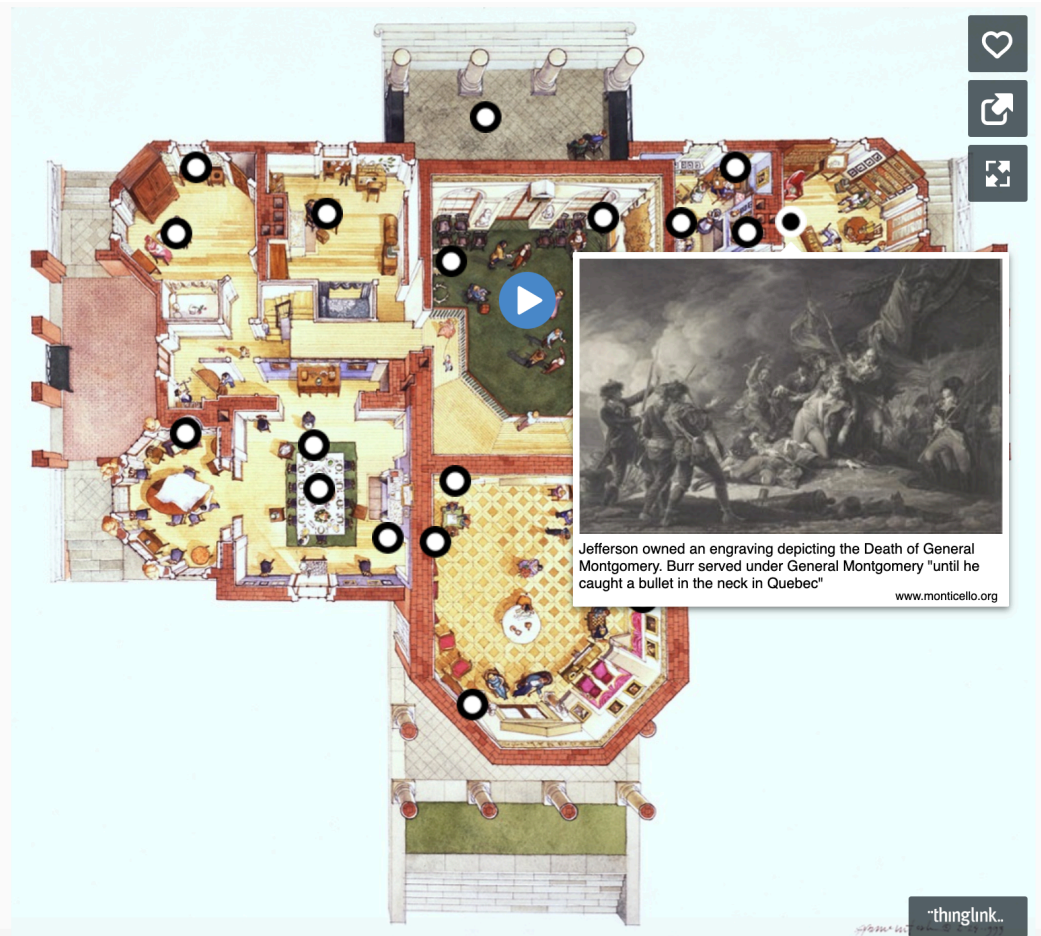 Jefferson owned an engraving depicting the Death of General
Montgomery. Burr served under General Montgomery "until he
caught a bullet in the neck in Quebec"
www.monticello.org
¨thınglınk..